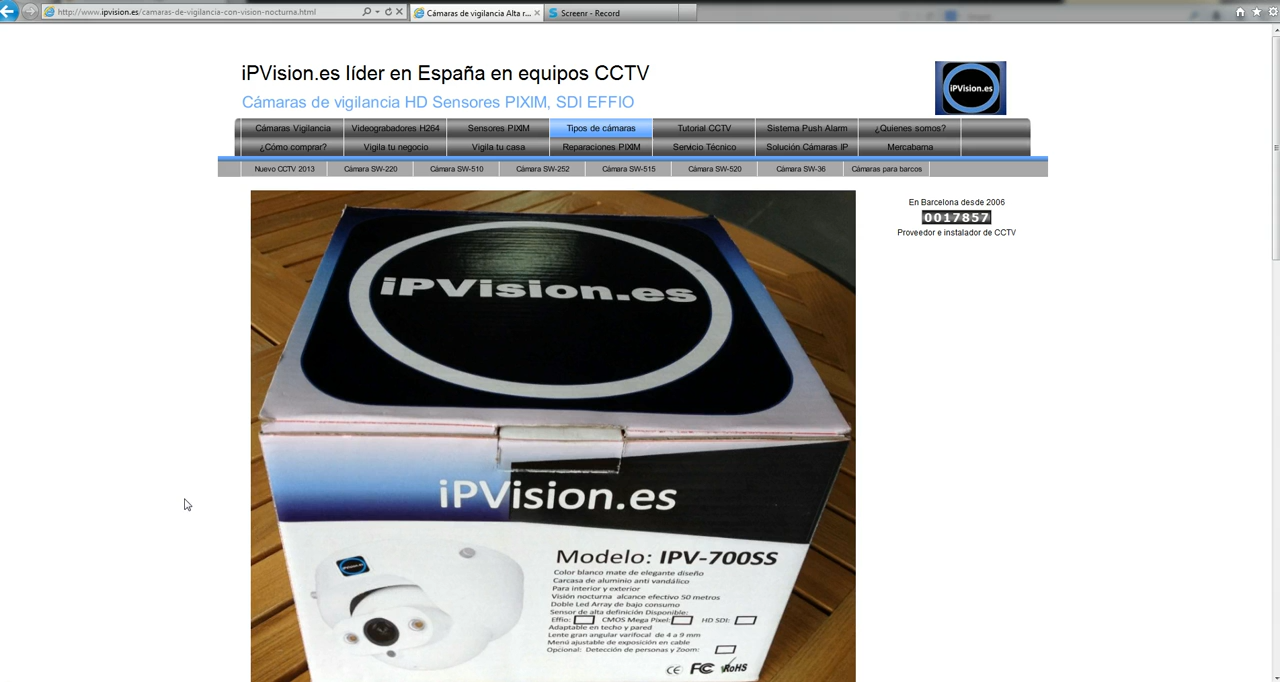 http://www.ipvision.es/camaras-de-vigilancia-con-vision-nocturna.html
Cámaras de vigilancia Alta r...
Screenr - Record
iPVision.es líder en España en equipos CCTV
Cámaras de vigilancia HD Sensores PIXIM, SDI EFFIO
iPVision.es
Cámaras Vigilancia
Videograbadores H264
Sensores PIXIM
Tipos de cámaras
Tutorial CCTV
Sistema Push Alarm
¿Quienes somos?
¿Cómo comprar?
Vigila tu negocio
Vigila tu casa
Reparaciones PIXIM
Servicio Técnico
Solución Cámaras IP
Mercabarna
Nuevo CCTV 2013
Cámara SW-220
Cámara SW-510
Cámara SW-252
Cámara SW-515
Cámara SW-520
Cámara SW-36
Cámaras para barcos
En Barcelona desde 2006
0017857
Proveedor e instalador de CCTV
iPVision.es
iPVision.es
Modelo: IPV-700SS
Color blanco mate de elegante diseño
Carcasa de aluminio anti vandálico
Para interior y exterior
Visión nocturna alcance efectivo 50 metros
Doble Led Array de bajo consumo
Sensor de alta definición Disponible:
Effio: CMOS Mega Pixel: HD SDI:
Adaptable en techo y pared
Lente gran angular varifocal de 4 a 9 mm
Menú ajustable de exposición en cable
Opcional: Detección de personas y Zoom:
CE FC RoHS